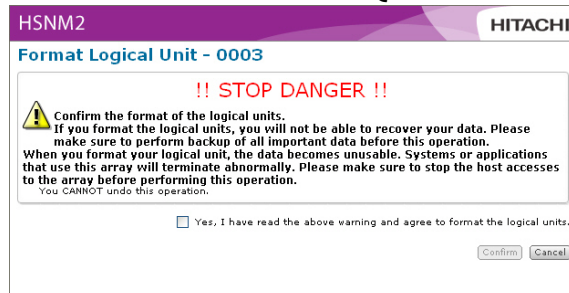 HSNM2
HITACHI
Format Logical Unit - 0003
!! STOP DANGER !!
Confirm the format of the logical units.
If you format the logical units, you will not be able to recover your data. Please
make sure to perform backup of all important data before this operation.
When you format your logical unit, the data becomes unusable. Systems or applications
that use this array will terminate abnormally. Please make sure to stop the host accesses
to the array before performing this operation.
You CANNOT undo this operation.
Yes, I have read the above warning and agree to format the logical units.
Confirm Cancel